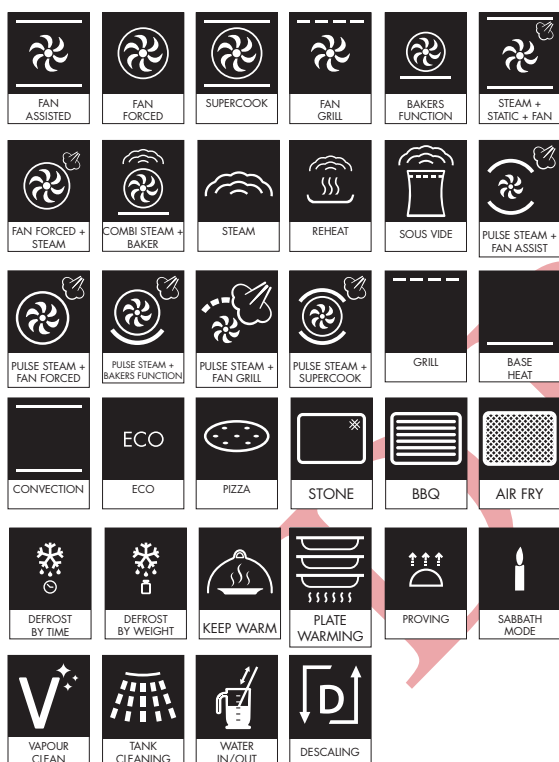 FAN
ASSISTED
FAN
FORCED
SUPERCOOK
FAN
GRILL
BAKERS
FUNCTION
STEAM +
STATIC + FAN
FAN FORCED +
STEAM
COMBI STEAM +
BAKER
STEAM
REHEAT
SOUS VIDE
PULSE STEAM +
FAN ASSIST
PULSE STEAM +
FAN FORCED
PULSE STEAM +
BAKERS FUNCTION
PULSE STEAM +
FAN GRILL
PULSE STEAM +
SUPERCOOK
GRILL
BASE
HEAT
CONVECTION
ECO
ECO
PIZZA
STONE
BBQ
AIR FRY
DEFROST
BY TIME
DEFROST
BY WEIGHT
KEEP WARM
PLATE
WARMING
PROVING
SABBATH
MODE
V
VAPOUR
CLEAN
TANK
CLEANING
WATER
IN/OUT
D
DESCALING